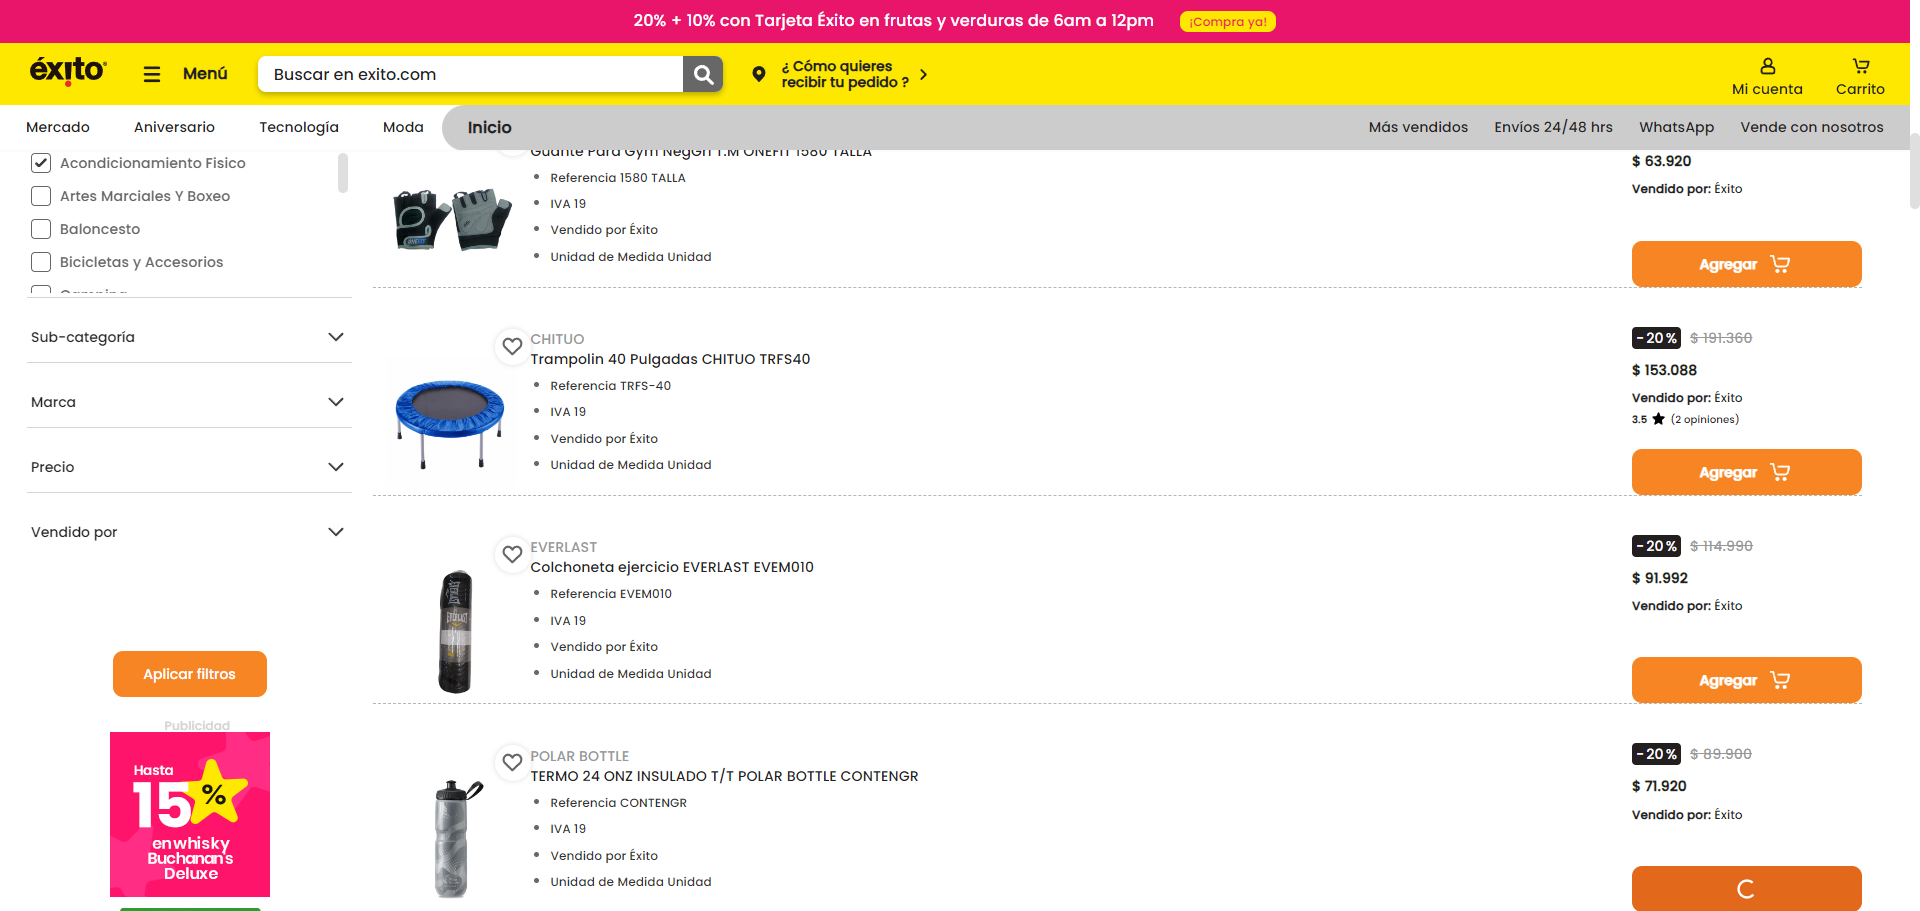 20% + 10% con Tarjeta Éxito en frutas y verduras de 6am a 12pm
¡Compra ya!
éxito
Menú
Buscar en exito.com
¿ Cómo quieres
recibir tu pedido ?
Mi cuenta
Carrito
Mercado
Aniversario
Tecnología
Moda
Inicio
Más vendidos
Envíos 24/48 hrs
WhatsApp
Vende con nosotros
Acondicionamiento Fisico
Artes Marciales Y Boxeo
Baloncesto
Bicicletas y Accesorios
Camping
Sub-categoría
Marca
Precio
Vendido por
Aplicar filtros
Publicidad
Hasta
15%
en whisky
Buchanan's
Deluxe
Guante Para Gym NegGri T.M ONEFIT 1580 TALLA
Referencia 1580 TALLA
IVA 19
Vendido por Éxito
Unidad de Medida Unidad
$ 63.920
Vendido por: Éxito
Agregar
CHITUO
Trampolin 40 Pulgadas CHITUO TRFS40
Referencia TRFS-40
IVA 19
Vendido por Éxito
Unidad de Medida Unidad
-20% $ 191.360
$ 153.088
Vendido por: Éxito
3.5 ★ (2 opiniones)
Agregar
EVERLAST
Colchoneta ejercicio EVERLAST EVEM010
Referencia EVEM010
IVA 19
Vendido por Éxito
Unidad de Medida Unidad
-20% $ 114.990
$ 91.992
Vendido por: Éxito
Agregar
POLAR BOTTLE
TERMO 24 ONZ INSULADO T/T POLAR BOTTLE CONTENGR
Referencia CONTENGR
IVA 19
Vendido por Éxito
Unidad de Medida Unidad
-20% $ 89.900
$ 71.920
Vendido por: Éxito